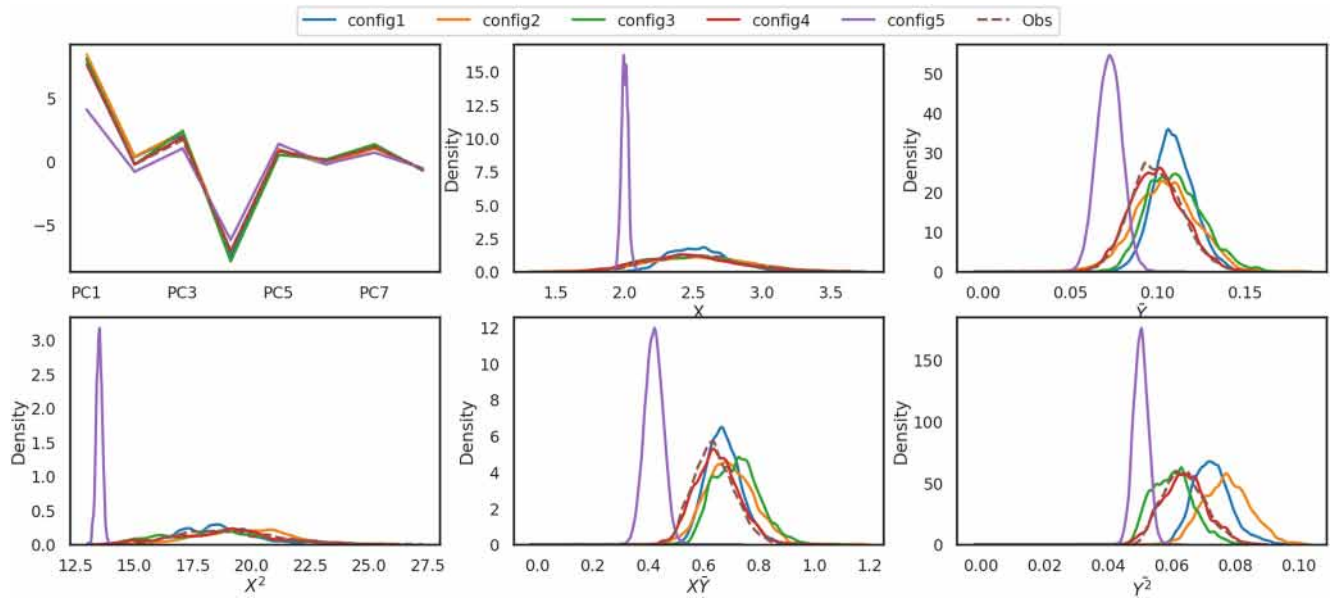 config1 config2 config3 config4 config5 Obs
5
0
−5
PC1 PC3 PC5 PC7
Density
15.0
12.5
10.0
7.5
5.0
2.5
0.0
1.5 2.0 2.5 3.0 3.5
X
Density
50
40
30
20
10
0
0.00 0.05 0.10 0.15
Ȳ
Density
3.0
2.5
2.0
1.5
1.0
0.5
0.0
12.5 15.0 17.5 20.0 22.5 25.0 27.5
X²
Density
12
10
8
6
4
2
0
0.0 0.2 0.4 0.6 0.8 1.0 1.2
XȲ
Density
150
100
50
0
0.00 0.02 0.04 0.06 0.08 0.10
Ȳ²